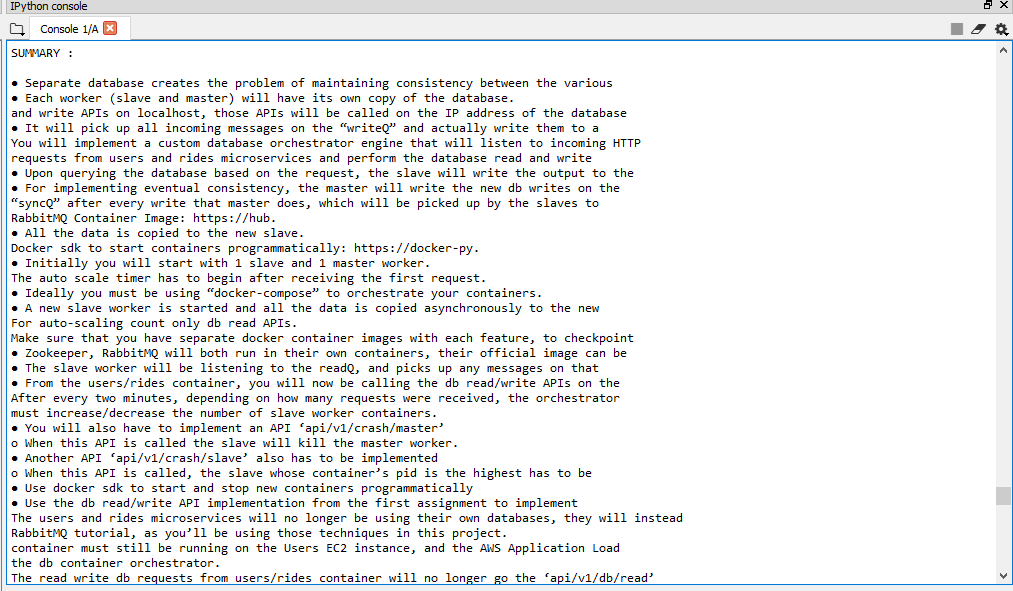 IPython console
Console 1/A
SUMMARY :
● Separate database creates the problem of maintaining consistency between the various
● Each worker (slave and master) will have its own copy of the database.
and write APIs on localhost, those APIs will be called on the IP address of the database
● It will pick up all incoming messages on the “writeQ” and actually write them to a
You will implement a custom database orchestrator engine that will listen to incoming HTTP
requests from users and rides microservices and perform the database read and write
● Upon querying the database based on the request, the slave will write the output to the
● For implementing eventual consistency, the master will write the new db writes on the
“syncQ” after every write that master does, which will be picked up by the slaves to
RabbitMQ Container Image: https://hub.
● All the data is copied to the new slave.
Docker sdk to start containers programmatically: https://docker-py.
● Initially you will start with 1 slave and 1 master worker.
The auto scale timer has to begin after receiving the first request.
● Ideally you must be using “docker-compose” to orchestrate your containers.
● A new slave worker is started and all the data is copied asynchronously to the new
For auto-scaling count only db read APIs.
Make sure that you have separate docker container images with each feature, to checkpoint
● Zookeeper, RabbitMQ will both run in their own containers, their official image can be
● The slave worker will be listening to the readQ, and picks up any messages on that
● From the users/rides container, you will now be calling the db read/write APIs on the
After every two minutes, depending on how many requests were received, the orchestrator
must increase/decrease the number of slave worker containers.
● You will also have to implement an API ‘api/v1/crash/master’
o When this API is called the slave will kill the master worker.
● Another API ‘api/v1/crash/slave’ also has to be implemented
o When this API is called, the slave whose container’s pid is the highest has to be
● Use docker sdk to start and stop new containers programmatically
● Use the db read/write API implementation from the first assignment to implement
The users and rides microservices will no longer be using their own databases, they will instead
RabbitMQ tutorial, as you’ll be using those techniques in this project.
container must still be running on the Users EC2 instance, and the AWS Application Load
the db container orchestrator.
The read write db requests from users/rides container will no longer go the ‘api/v1/db/read’